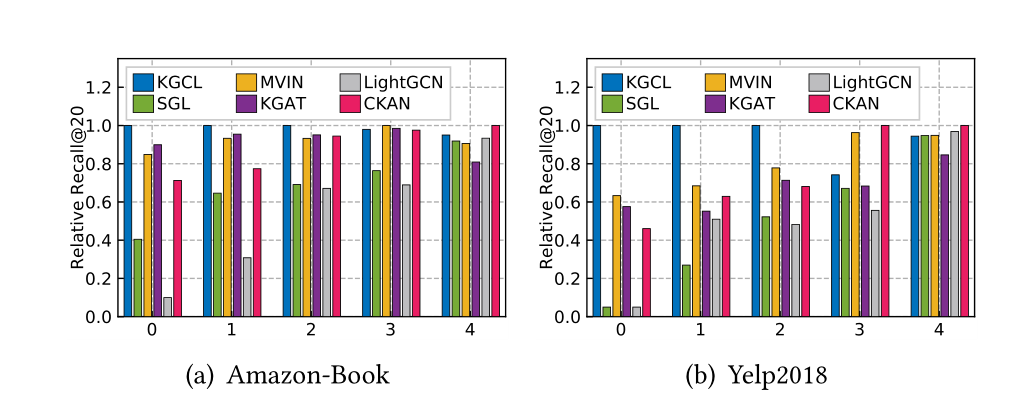 Relative Recall@20
1.2
1.0
0.8
0.6
0.4
0.2
0.0
KGCL MVIN LightGCN
SGL KGAT CKAN
0 1 2 3 4
(a) Amazon-Book
Relative Recall@20
1.2
1.0
0.8
0.6
0.4
0.2
0.0
KGCL MVIN LightGCN
SGL KGAT CKAN
0 1 2 3 4
(b) Yelp2018